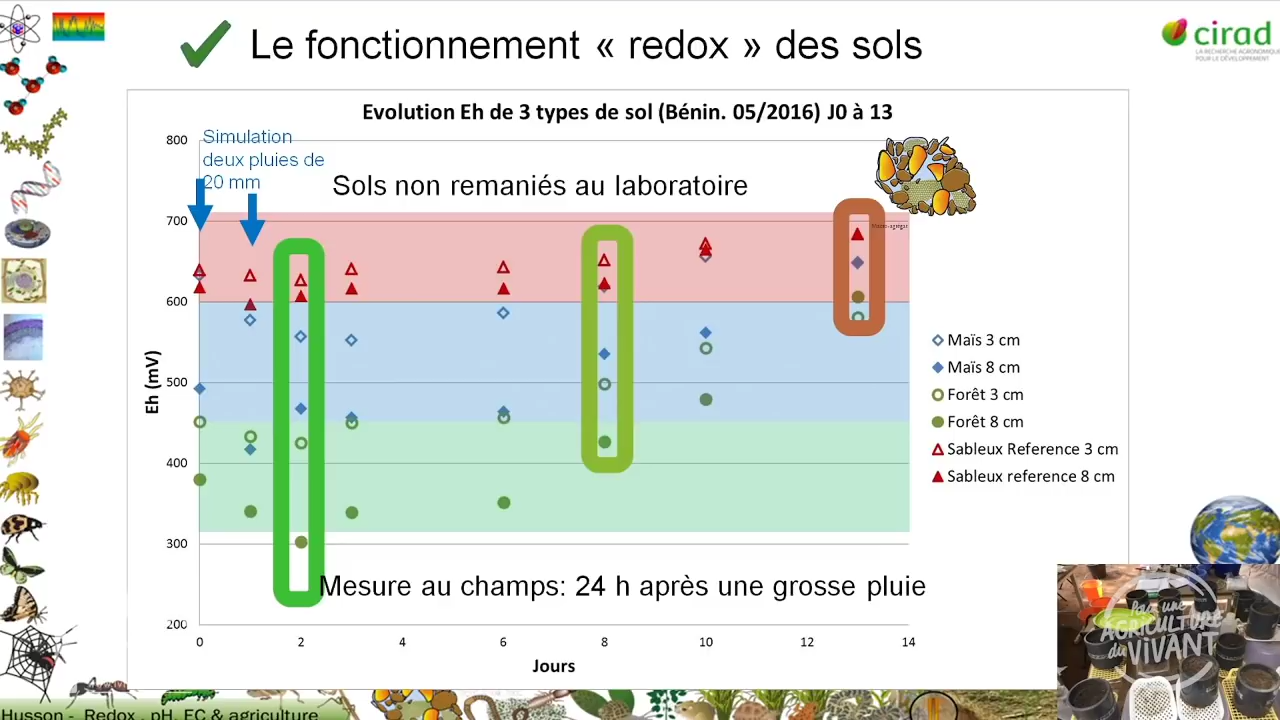 Le fonctionnement « redox » des sols
cirad
LA RECHERCHE AGRONOMIQUE
POUR LE DÉVELOPPEMENT
Evolution Eh de 3 types de sol (Bénin. 05/2016) J0 à 13
Simulation
deux pluies de
20 mm
Sols non remaniés au laboratoire
800
700
600
500
400
300
200
Eh (mV)
0
2
4
6
8
10
12
14
Jours
Macro-agrégat
Maïs 3 cm
Maïs 8 cm
Forêt 3 cm
Forêt 8 cm
Sableux Reference 3 cm
Sableux reference 8 cm
Mesure au champs: 24 h après une grosse pluie
Pour une
AGRICULTURE
du VIVANT
Husson - Redox , pH, EC & agriculture